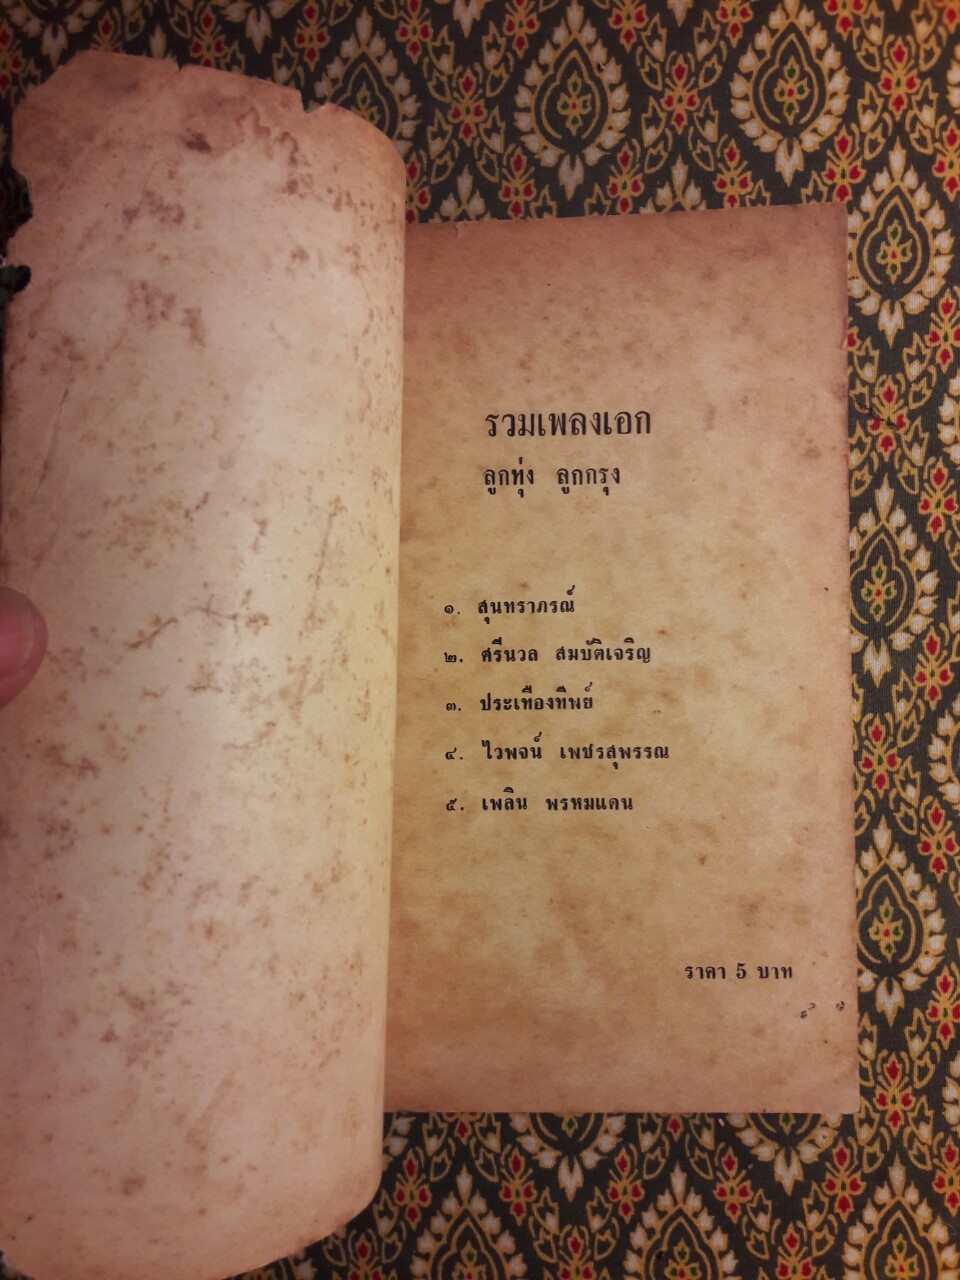 รวมเพลงเอก
ลูกทุ่ง ลูกกรุง
๑. สุนทราภรณ์
๒. ศรีนวล สมบัติเจริญ
๓. ประเทืองทิพย์
๔. ไวพจน์ เพชรสุพรรณ
๕. เพลิน พรหมแดน
ราคา 5 บาท